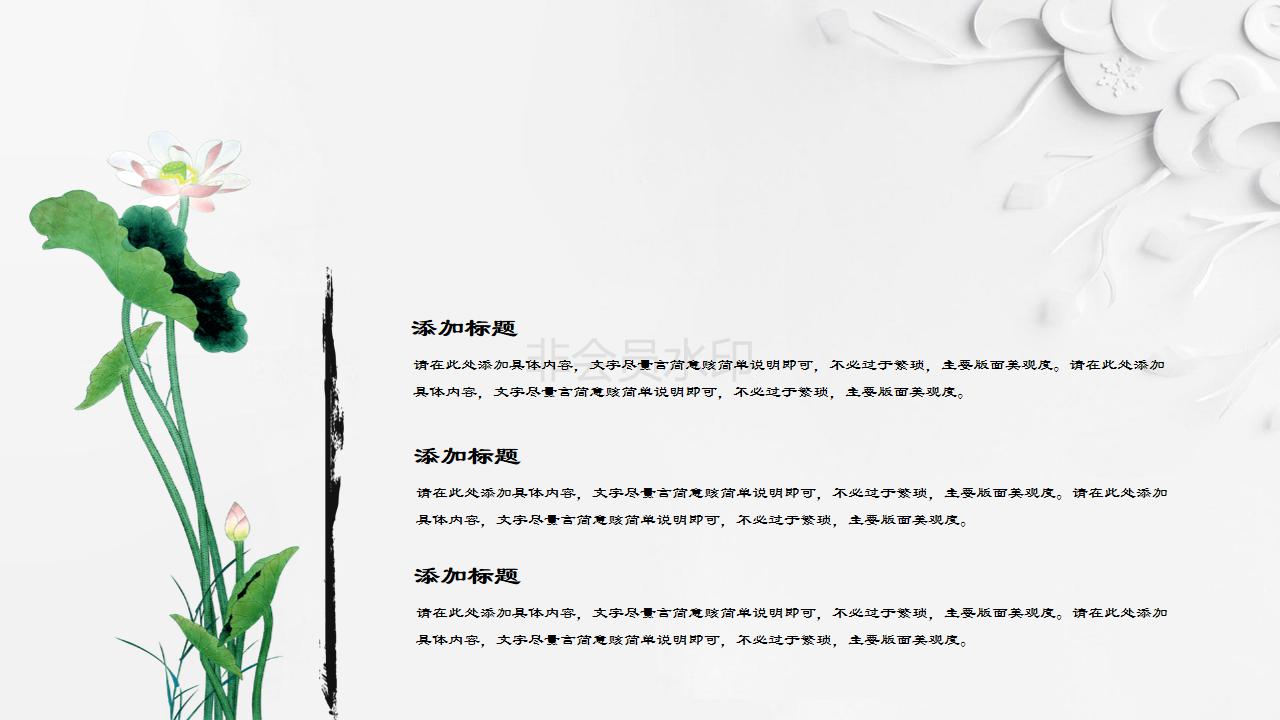 添加标题
请在此处添加具体内容，文字尽量言简意赅简单说明即可，不必过于繁琐，主要版面美观度。请在此处添加
具体内容，文字尽量言简意赅简单说明即可，不必过于繁琐，主要版面美观度。
非会员水印
添加标题
请在此处添加具体内容，文字尽量言简意赅简单说明即可，不必过于繁琐，主要版面美观度。请在此处添加
具体内容，文字尽量言简意赅简单说明即可，不必过于繁琐，主要版面美观度。
添加标题
请在此处添加具体内容，文字尽量言简意赅简单说明即可，不必过于繁琐，主要版面美观度。请在此处添加
具体内容，文字尽量言简意赅简单说明即可，不必过于繁琐，主要版面美观度。